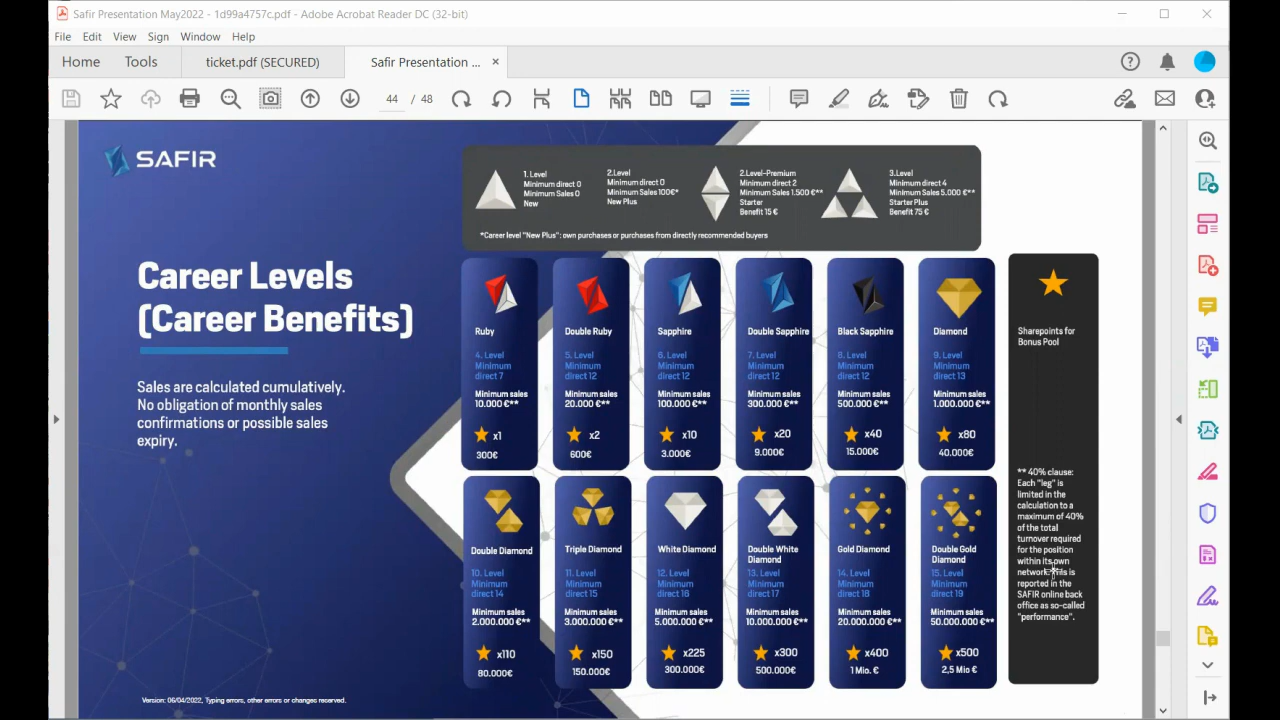 Safir Presentation May2022 - 1d99a4757c.pdf - Adobe Acrobat Reader DC (32-bit)
File Edit View Sign Window Help
Home Tools ticket.pdf (SECURED) Safir Presentation ... ×
44 / 48
SAFIR
Career Levels
(Career Benefits)
Sales are calculated cumulatively.
No obligation of monthly sales
confirmations or possible sales
expiry.
Version: 06/04/2022, Typing errors, other errors or changes reserved.
1. Level
Minimum direct 0
Minimum Sales 0
New
2.Level
Minimum direct 0
Minimum Sales 100€*
New Plus
2.Level-Premium
Minimum direct 2
Minimum Sales 1.500 €**
Starter
Benefit 15 €
3.Level
Minimum direct 4
Minimum Sales 5.000 €**
Starter Plus
Benefit 75 €
*Career level "New Plus": own purchases or purchases from directly recommended buyers
Ruby
4. Level
Minimum
direct 7
Minimum sales
10.000 €**
x1
300€
Double Ruby
5. Level
Minimum
direct 12
Minimum sales
20.000 €**
x2
600€
Sapphire
6. Level
Minimum
direct 12
Minimum sales
100.000 €**
x10
3.000€
Double Sapphire
7. Level
Minimum
direct 12
Minimum sales
300.000 €**
x20
9.000€
Black Sapphire
8. Level
Minimum
direct 12
Minimum sales
500.000 €**
x40
15.000€
Diamond
9. Level
Minimum
direct 13
Minimum sales
1.000.000 €**
x80
40.000€
Double Diamond
10. Level
Minimum
direct 14
Minimum sales
2.000.000 €**
x110
80.000€
Triple Diamond
11. Level
Minimum
direct 15
Minimum sales
3.000.000 €**
x150
150.000€
White Diamond
12. Level
Minimum
direct 16
Minimum sales
5.000.000 €**
x225
300.000€
Double White
Diamond
13. Level
Minimum
direct 17
Minimum sales
10.000.000 €**
x300
500.000€
Gold Diamond
14. Level
Minimum
direct 18
Minimum sales
20.000.000 €**
x400
1 Mio. €
Double Gold
Diamond
15. Level
Minimum
direct 19
Minimum sales
50.000.000 €**
x500
2,5 Mio €
Sharepoints for
Bonus Pool
** 40% clause:
Each "leg" is
limited in the
calculation to a
maximum of 40%
of the total
turnover required
for the position
within its own
network. This is
reported in the
SAFIR online back
office as so-called
"performance".